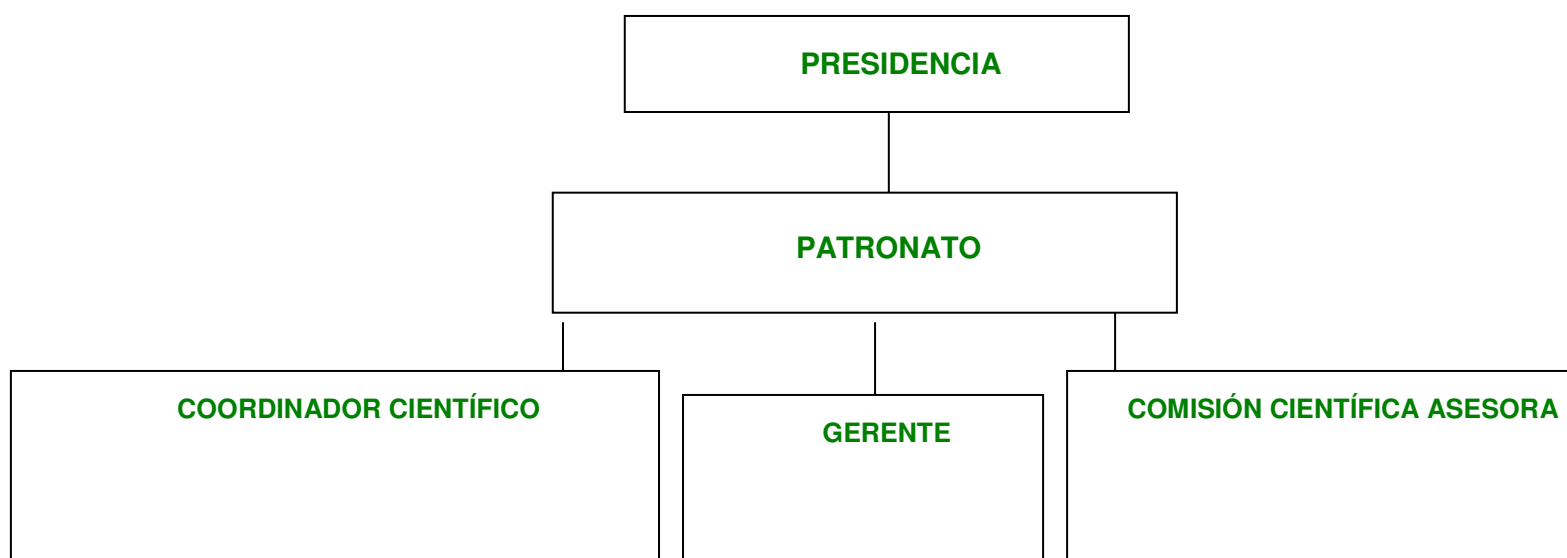 PRESIDENCIA
PATRONATO
COORDINADOR CIENTÍFICO
GERENTE
COMISIÓN CIENTÍFICA ASESORA